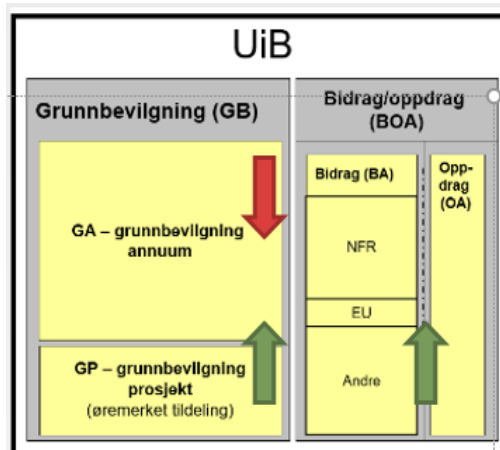 UiB
Grunnbevilgning (GB)
GA – grunnbevilgning
annuum
GP – grunnbevilgning
prosjekt
(øremerket tildeling)
Bidrag/oppdrag
(BOA)
Bidrag (BA)
NFR
EU
Andre
Opp-
drag
(OA)